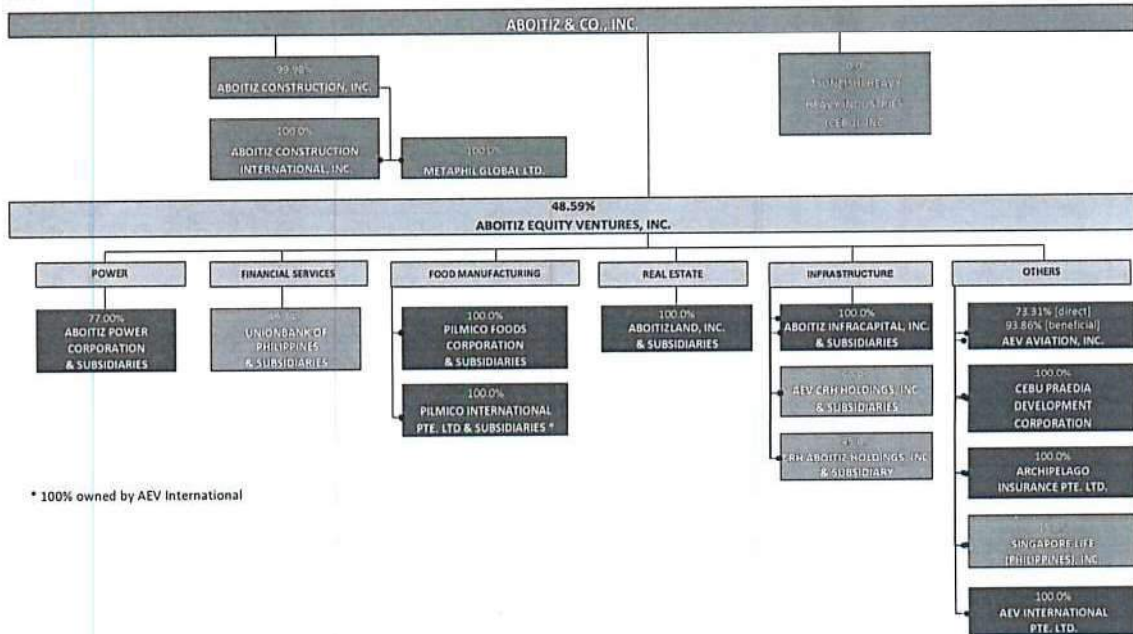 ABOITIZ & CO., INC.
99.98%
ABOITIZ CONSTRUCTION, INC.
HEAVY INDUSTRIES
INC.
100.0%
ABOITIZ CONSTRUCTION
INTERNATIONAL, INC.
100.0%
METAPHIL GLOBAL LTD.
48.59%
ABOITIZ EQUITY VENTURES, INC.
POWER
FINANCIAL SERVICES
FOOD MANUFACTURING
REAL ESTATE
INFRASTRUCTURE
OTHERS
77.00%
ABOITIZ POWER
CORPORATION
& SUBSIDIARIES
UNIONBANK OF
PHILIPPINES
& SUBSIDIARIES
100.0%
PILMICO FOODS
CORPORATION
& SUBSIDIARIES
100.0%
PILMICO INTERNATIONAL
PTE. LTD & SUBSIDIARIES *
100.0%
ABOITIZLAND, INC.
& SUBSIDIARIES
100.0%
ABOITIZ INFRACAPITAL, INC.
& SUBSIDIARIES
AEV CRH HOLDINGS, INC
& SUBSIDIARIES
CRH ABOITIZ HOLDINGS, INC
& SUBSIDIARY
73.31% [direct]
93.86% [beneficial]
AEV AVIATION, INC.
100.0%
CEBU PRAEDIA
DEVELOPMENT
CORPORATION
100.0%
ARCHIPELAGO
INSURANCE PTE. LTD.
SINGAPORE LIFE
(PHILIPPINES), INC
100.0%
AEV INTERNATIONAL
PTE. LTD.
* 100% owned by AEV International